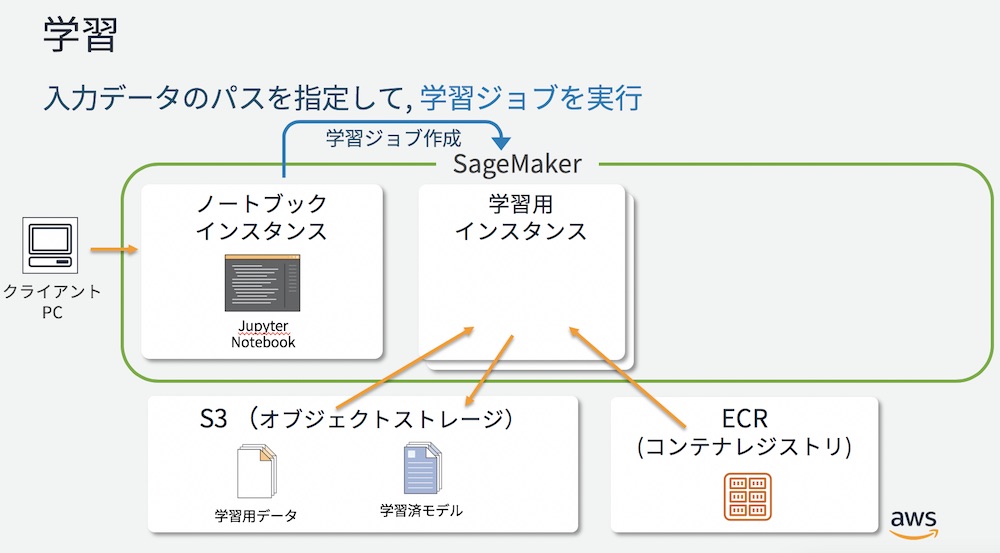 学習
入力データのパスを指定して, 学習ジョブを実行
学習ジョブ作成
SageMaker
ノートブック
インスタンス
Jupyter
Notebook
学習用
インスタンス
クライアント
PC
S3 （オブジェクトストレージ）
学習用データ
学習済モデル
ECR
(コンテナレジストリ)
aws